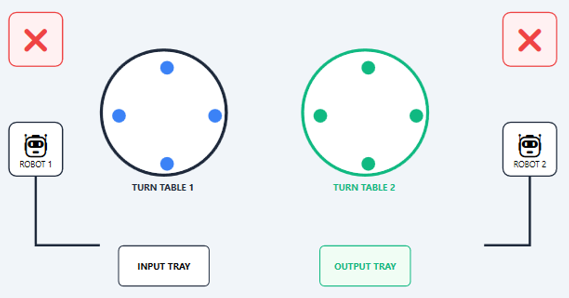 ROBOT 1
ROBOT 2
TURN TABLE 1
TURN TABLE 2
INPUT TRAY
OUTPUT TRAY